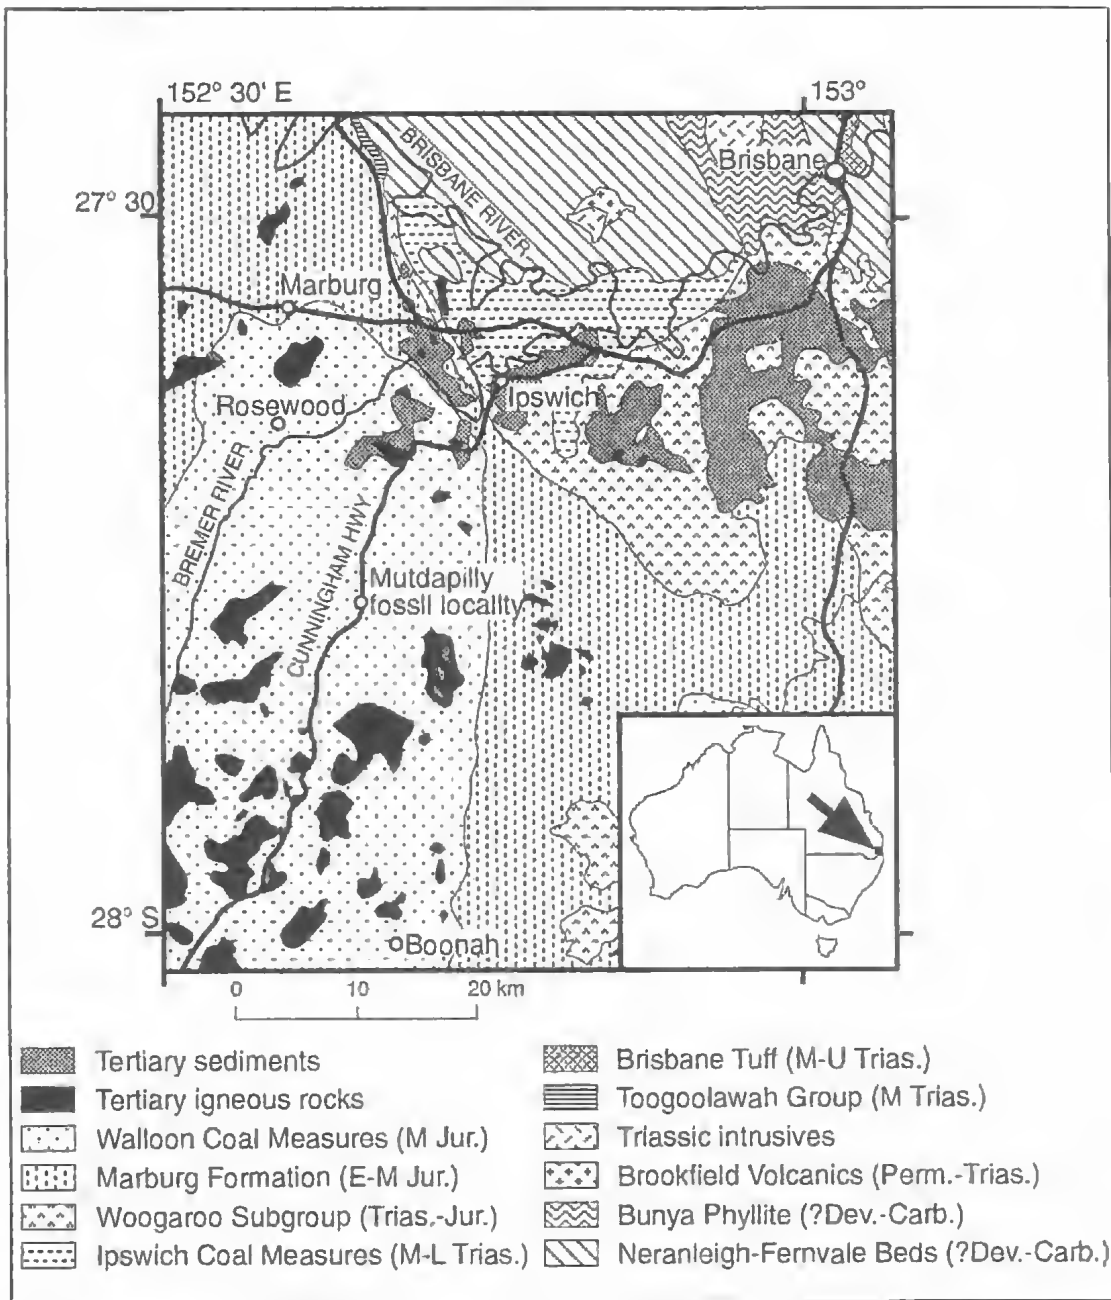 152° 30' E
153°
BRISBANE RIVER
Brisbane
27° 30'
Marburg
Ipswich
Rosewood
BREMER RIVER
CUNNINGHAM HWY
Mutdapilly
fossil locality
28° S
Boonah
0 10 20 km
Tertiary sediments
Tertiary igneous rocks
Walloon Coal Measures (M Jur.)
Marburg Formation (E-M Jur.)
Woogaroo Subgroup (Trias.-Jur.)
Ipswich Coal Measures (M-L Trias.)
Brisbane Tuff (M-U Trias.)
Toogoolawah Group (M Trias.)
Triassic intrusives
Brookfield Volcanics (Perm.-Trias.)
Bunya Phyllite (?Dev.-Carb.)
Neranleigh-Fernvale Beds (?Dev.-Carb.)